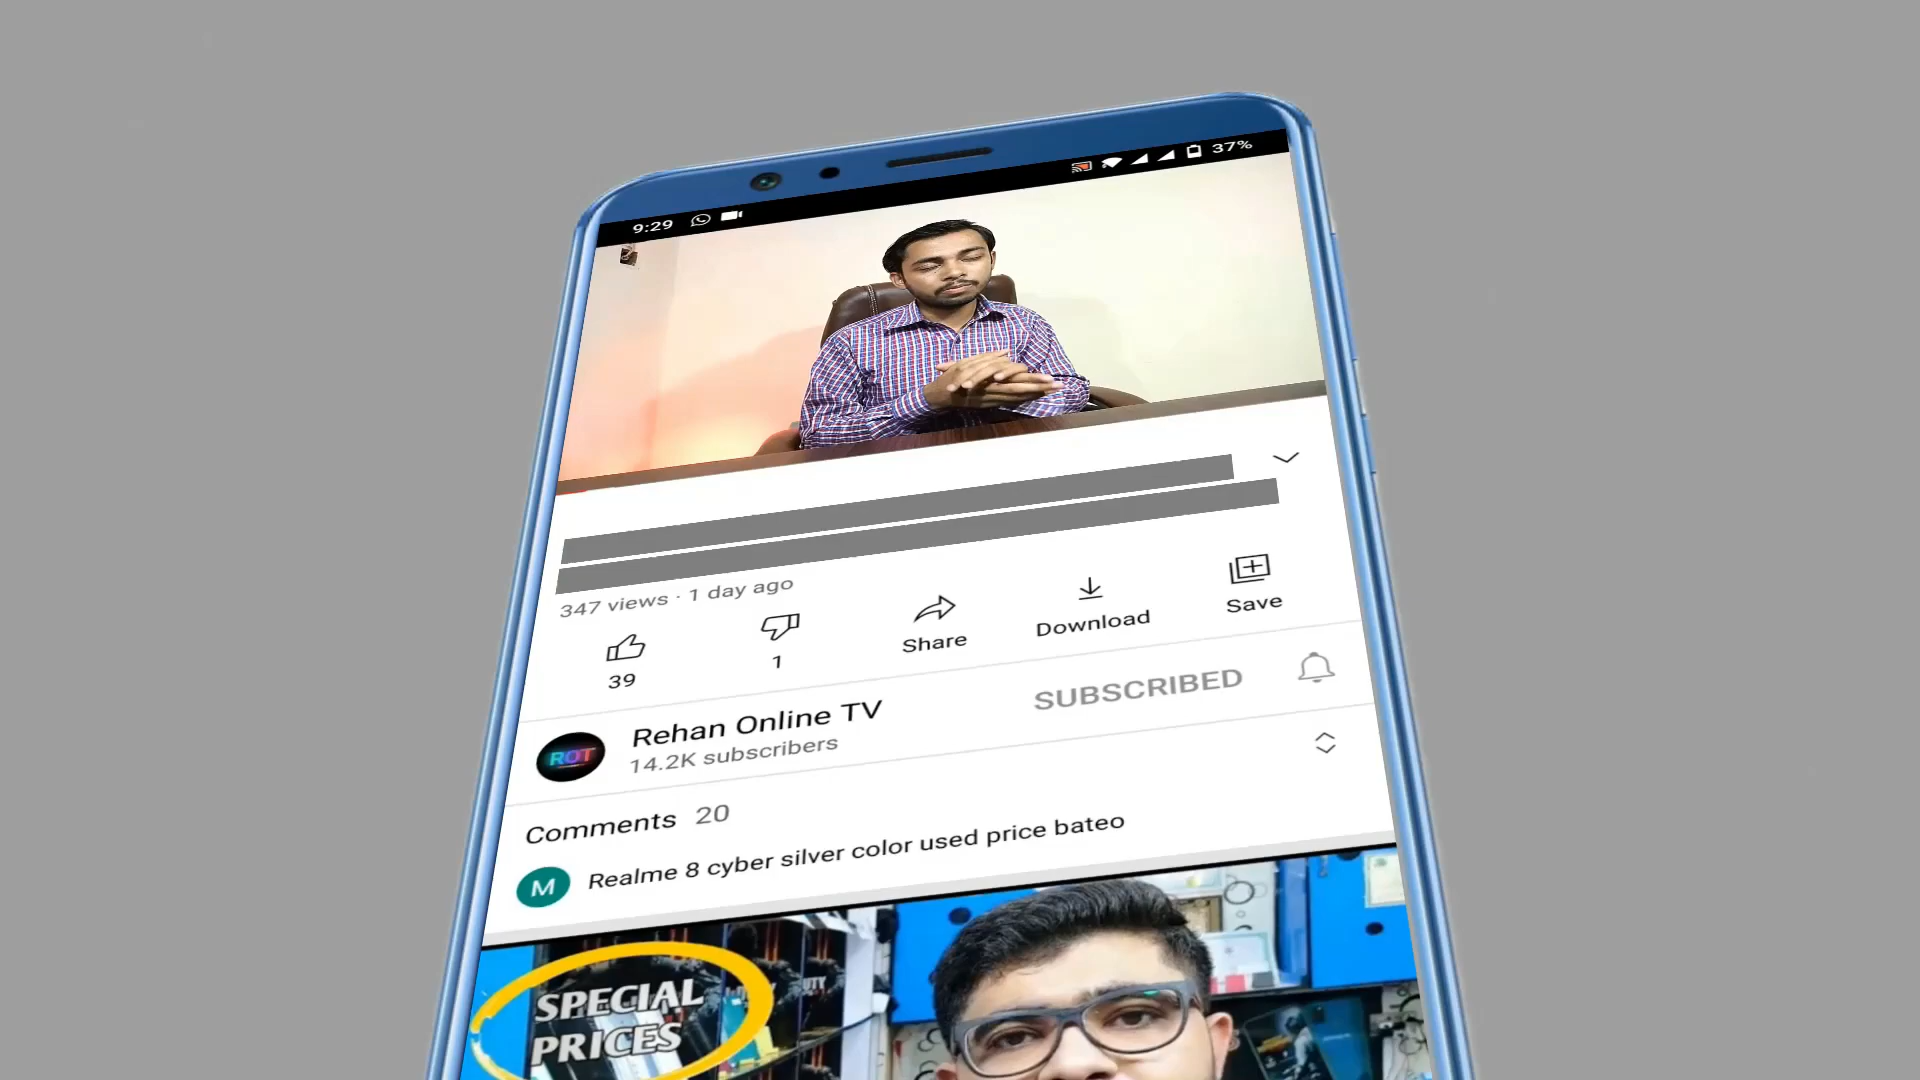 9:29
37%
347 views · 1 day ago
39
1
Share
Download
Save
ROT
Rehan Online TV
14.2K subscribers
SUBSCRIBED
Comments 20
M
Realme 8 cyber silver color used price bateo
SPECIAL
PRICES
UTY